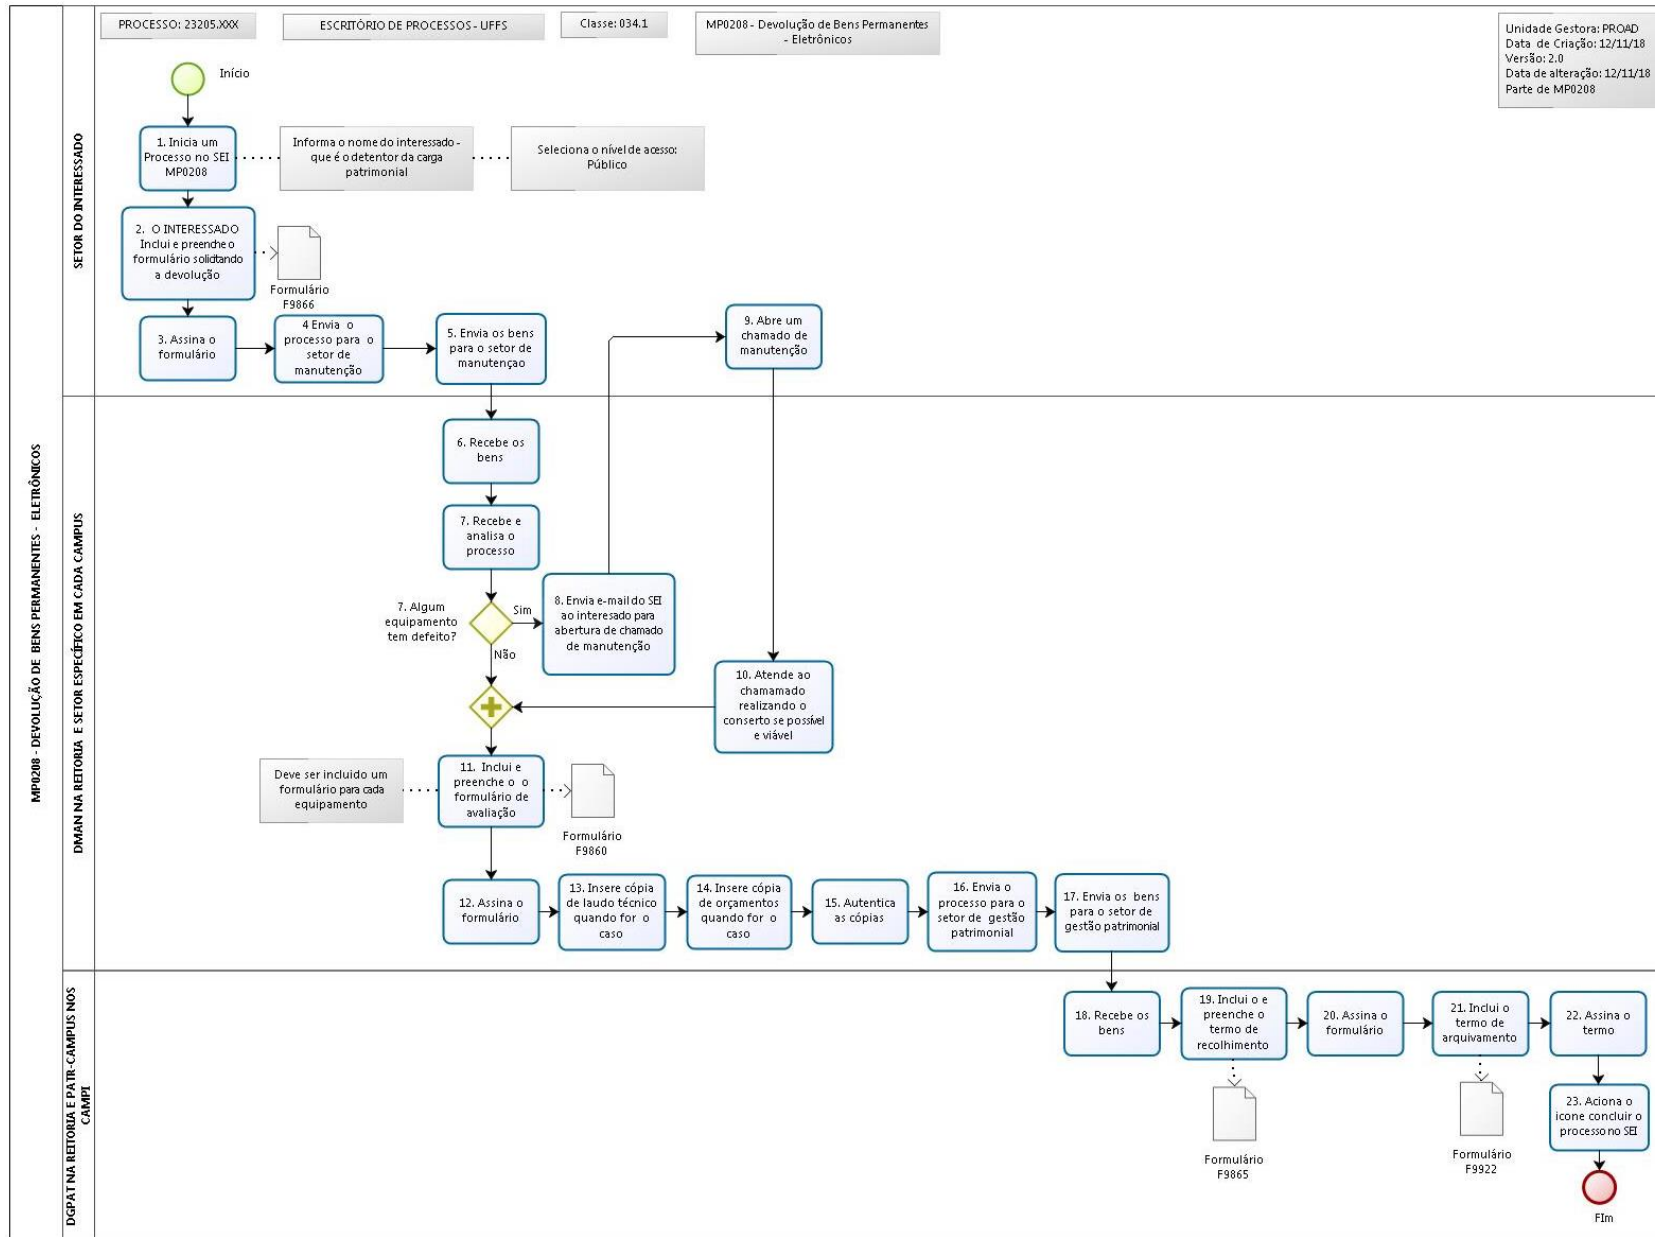 PROCESSO: 23205.XXX
ESCRITÓRIO DE PROCESSOS - UFFS
Classe: 034.1
MP0208 - Devolução de Bens Permanentes
- Eletrônicos
Unidade Gestora: PROAD
Data de Criação: 12/11/18
Versão: 2.0
Data de alteração: 12/11/18
Parte de MP0208
MP0208 - DEVOLUÇÃO DE BENS PERMANENTES - ELETRÔNICOS
SETOR DO INTERESSADO
Início
1. Inicia um
Processo no SEI
MP0208
Informa o nome do interessado -
que é o detentor da carga
patrimonial
Seleciona o nível de acesso:
Público
2. O INTERESSADO
Inclui e preenche o
formulário solicitando
a devolução
Formulário
F9866
3. Assina o
formulário
4 Envia o
processo para o
setor de
manutenção
5. Envia os bens
para o setor de
manutençao
9. Abre um
chamado de
manutenção
DMAN NA REITORIA E SETOR ESPECÍFICO EM CADA CAMPUS
6. Recebe os
bens
7. Recebe e
analisa o
processo
7. Algum
equipamento
tem defeito?
Sim
Não
8. Envia e-mail do SEI
ao interesado para
abertura de chamado
de manutenção
10. Atende ao
chamamado
realizando o
conserto se possível
e viável
Deve ser incluido um
formulário para cada
equipamento
11. Inclui e
preenche o o
formulário de
avaliação
Formulário
F9860
12. Assina o
formulário
13. Insere cópia
de laudo técnico
quando for o
caso
14. Insere cópia
de orçamentos
quando for o
caso
15. Autentica
as cópias
16. Envia o
processo para o
setor de gestão
patrimonial
17. Envia os bens
para o setor de
gestão patrimonial
DGPAT NA REITORIA E PATR-CAMPUS NOS
CAMPI
18. Recebe os
bens
19. Inclui o e
preenche o
termo de
recolhimento
Formulário
F9865
20. Assina o
formulário
21. Inclui o
termo de
arquivamento
Formulário
F9922
22. Assina o
termo
23. Aciona o
icone concluir o
processo no SEI
FIm